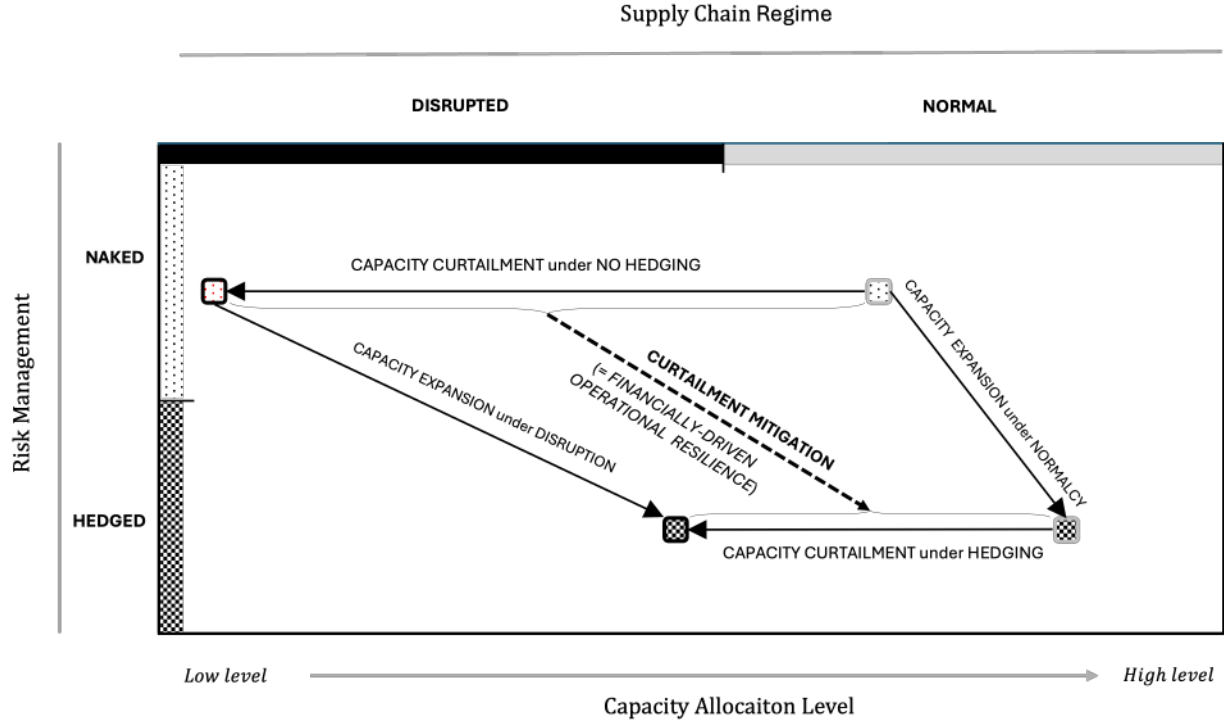 Supply Chain Regime
DISRUPTED
NORMAL
NAKED
CAPACITY CURTAILMENT under NO HEDGING
CAPACITY EXPANSION under NORMALCY
CURTAILMENT MITIGATION
(= FINANCIALLY-DRIVEN
OPERATIONAL RESILIENCE)
CAPACITY EXPANSION under DISRUPTION
Risk Management
HEDGED
CAPACITY CURTAILMENT under HEDGING
Low level
High level
Capacity Allocaiton Level